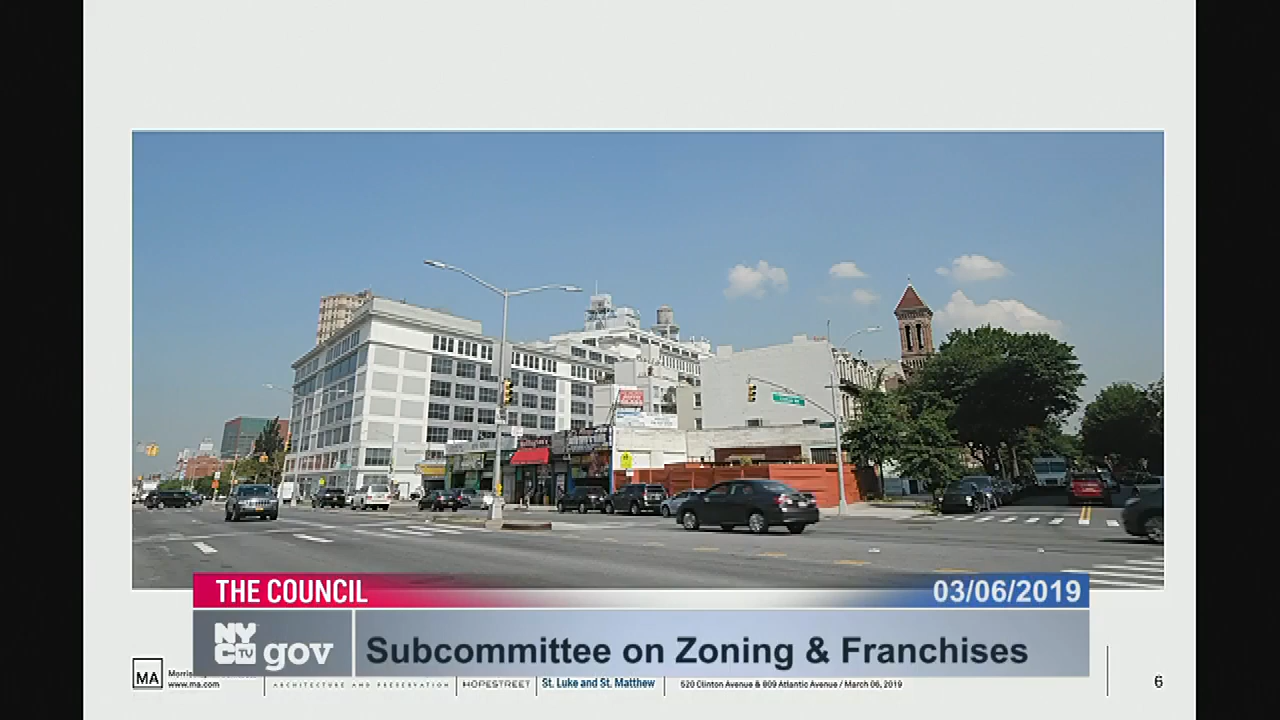 THE COUNCIL
03/06/2019
NYC TV gov
Subcommittee on Zoning & Franchises
MA
www.ma.com
ARCHITECTURE AND PRESERVATION
HOPESTREET
St. Luke and St. Matthew
520 Clinton Avenue & 809 Atlantic Avenue / March 06, 2019
6